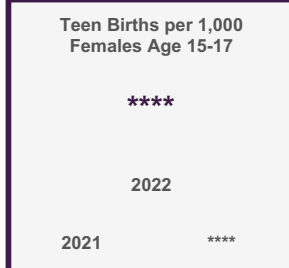 Teen Births per 1,000
Females Age 15-17
****
2022
2021 ****